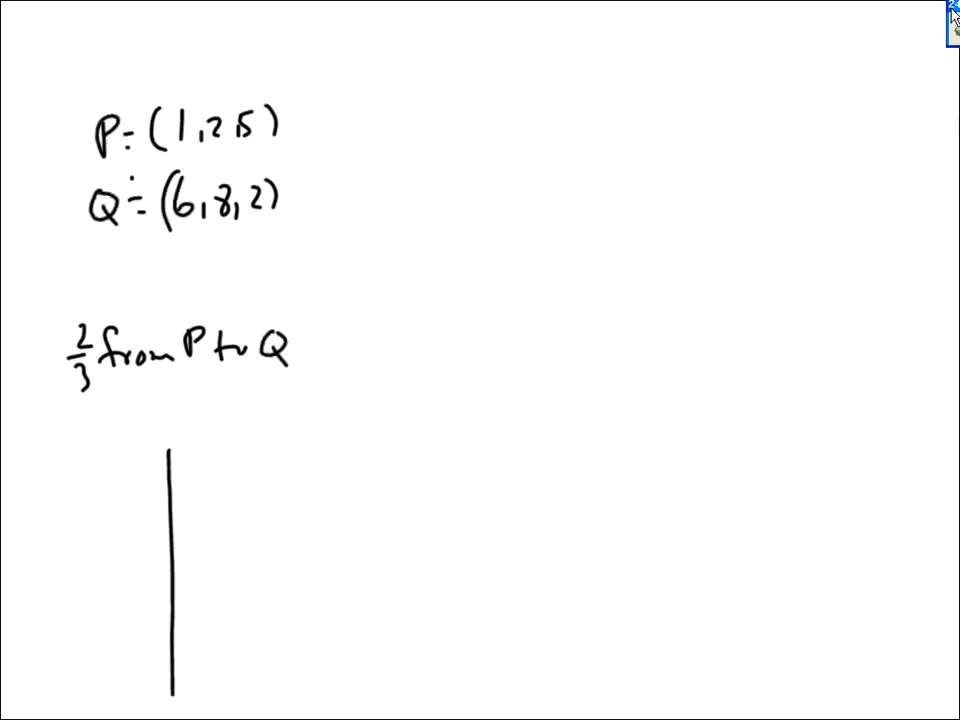 P = (1, 2 5)
Q = (6, 8, 2)
2/3 from P to Q